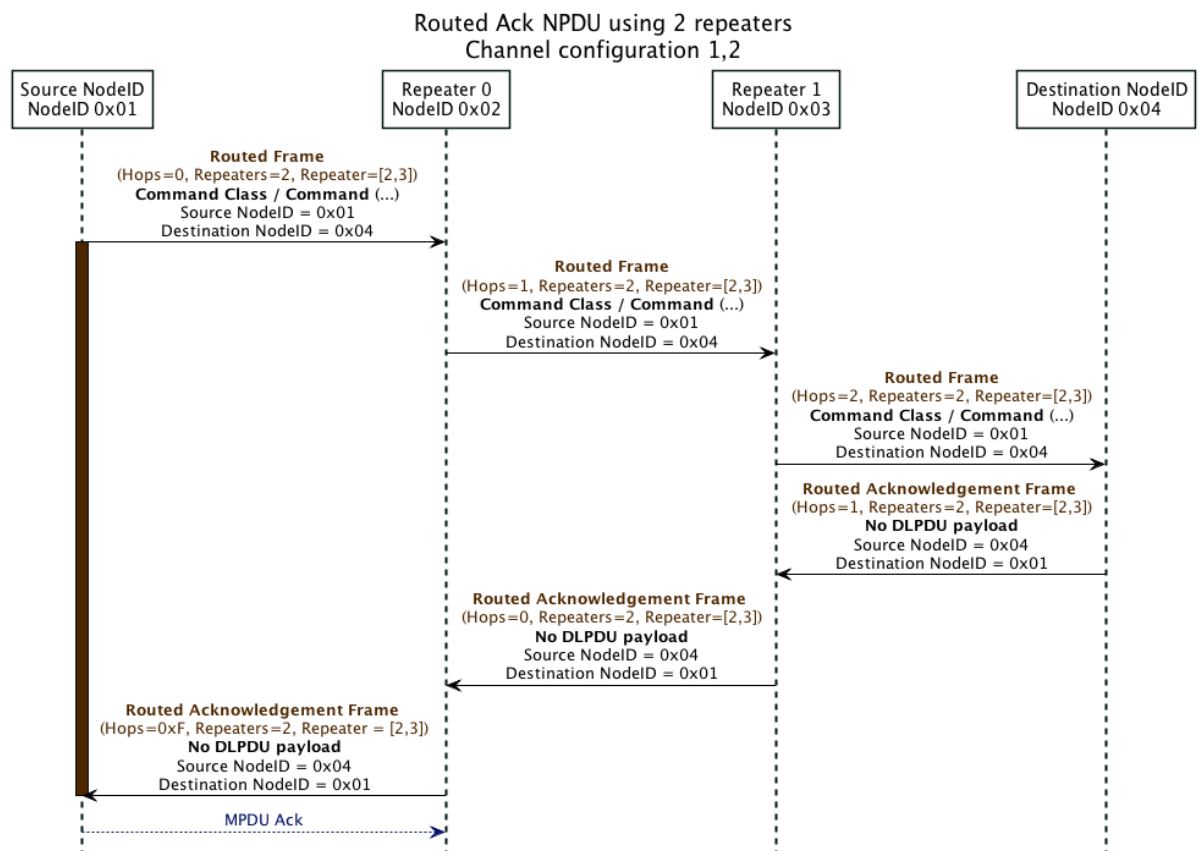 Routed Ack NPDU using 2 repeaters
Channel configuration 1,2
Source NodeID
NodeID 0x01
Repeater 0
NodeID 0x02
Repeater 1
NodeID 0x03
Destination NodeID
NodeID 0x04
Routed Frame
(Hops=0, Repeaters=2, Repeater=[2,3])
Command Class / Command (...)
Source NodeID = 0x01
Destination NodeID = 0x04
Routed Frame
(Hops=1, Repeaters=2, Repeater=[2,3])
Command Class / Command (...)
Source NodeID = 0x01
Destination NodeID = 0x04
Routed Frame
(Hops=2, Repeaters=2, Repeater=[2,3])
Command Class / Command (...)
Source NodeID = 0x01
Destination NodeID = 0x04
Routed Acknowledgement Frame
(Hops=1, Repeaters=2, Repeater=[2,3])
No DLPDU payload
Source NodeID = 0x04
Destination NodeID = 0x01
Routed Acknowledgement Frame
(Hops=0, Repeaters=2, Repeater=[2,3])
No DLPDU payload
Source NodeID = 0x04
Destination NodeID = 0x01
Routed Acknowledgement Frame
(Hops=0xF, Repeaters=2, Repeater = [2,3])
No DLPDU payload
Source NodeID = 0x04
Destination NodeID = 0x01
MPDU Ack